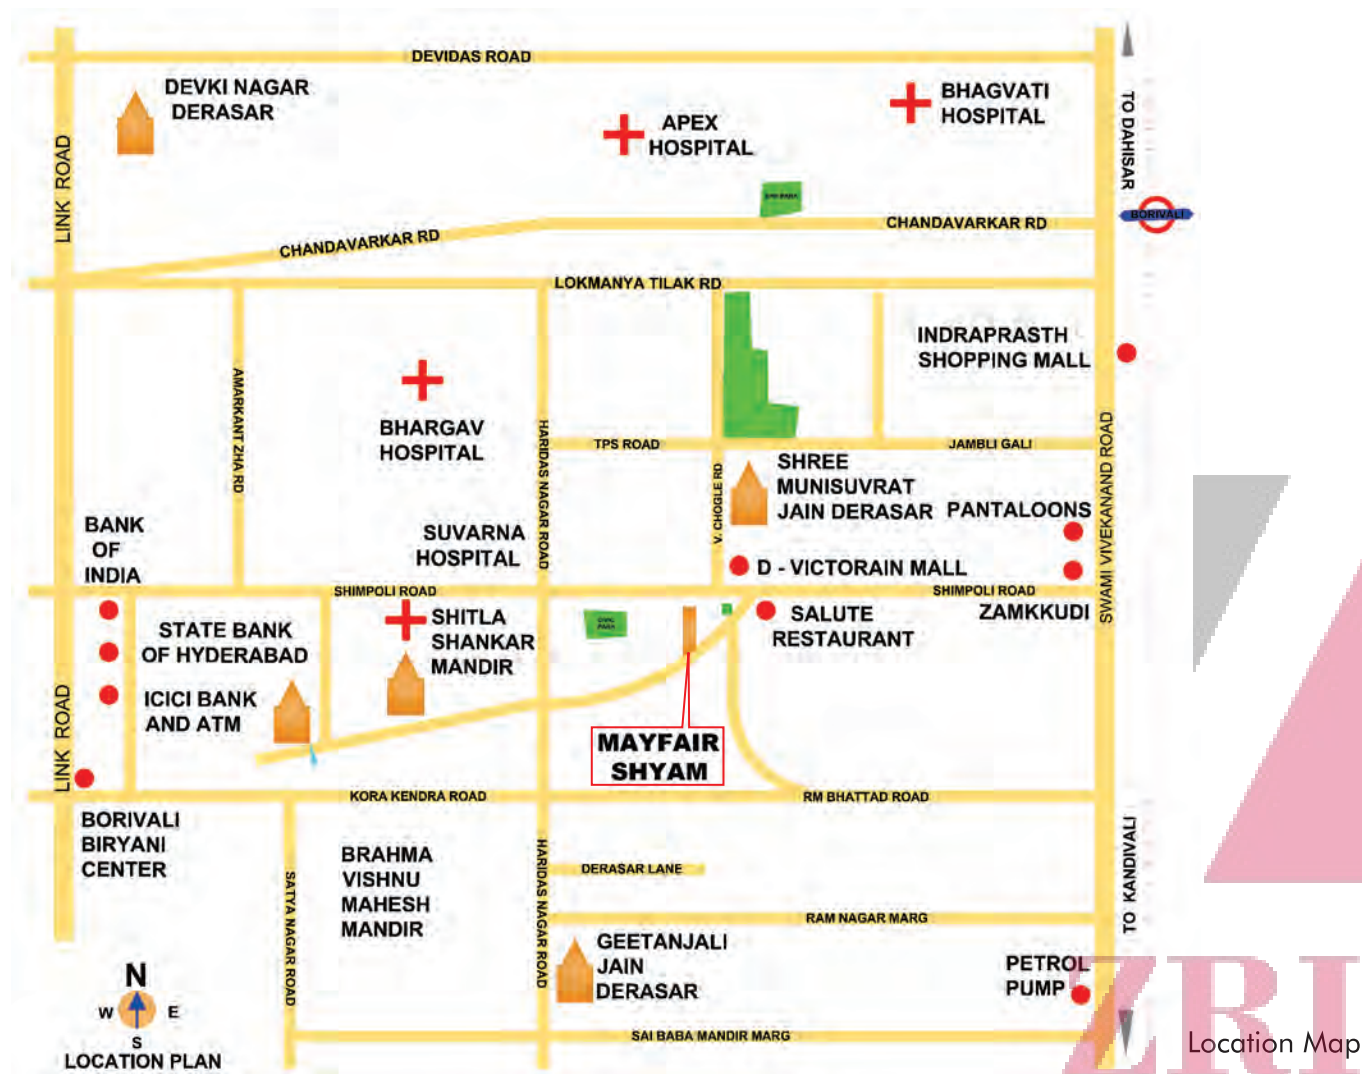 DEVIDAS ROAD
DEVKI NAGAR
DERASAR
APEX
HOSPITAL
BHAGVATI
HOSPITAL
TO DAHISAR
LINK ROAD
BORIVALI
CHANDAVARKAR RD
CHANDAVARKAR RD
LOKMANYA TILAK RD
INDRAPRASTH
SHOPPING MALL
AMARKANT ZHA RD
BHARGAV
HOSPITAL
HARIDAS NAGAR ROAD
TPS ROAD
JAMBLI GALI
V. CHOGLE RD
SHREE
MUNISUVRAT
JAIN DERASAR
PANTALOONS
SWAMI VIVEKANAND ROAD
BANK
OF
INDIA
SUVARNA
HOSPITAL
D - VICTORAIN MALL
SHIMPOLI ROAD
SHIMPOLI ROAD
STATE BANK
OF HYDERABAD
SHITLA
SHANKAR
MANDIR
SALUTE
RESTAURANT
ZAMKKUDI
ICICI BANK
AND ATM
LINK ROAD
MAYFAIR
SHYAM
KORA KENDRA ROAD
RM BHATTAD ROAD
BORIVALI
BIRYANI
CENTER
BRAHMA
VISHNU
MAHESH
MANDIR
SATYA NAGAR ROAD
HARIDAS NAGAR ROAD
DERASAR LANE
TO KANDIVALI
RAM NAGAR MARG
GEETANJALI
JAIN
DERASAR
PETROL
PUMP
N
W E
S
LOCATION PLAN
SAI BABA MANDIR MARG
ZRI
Location Map